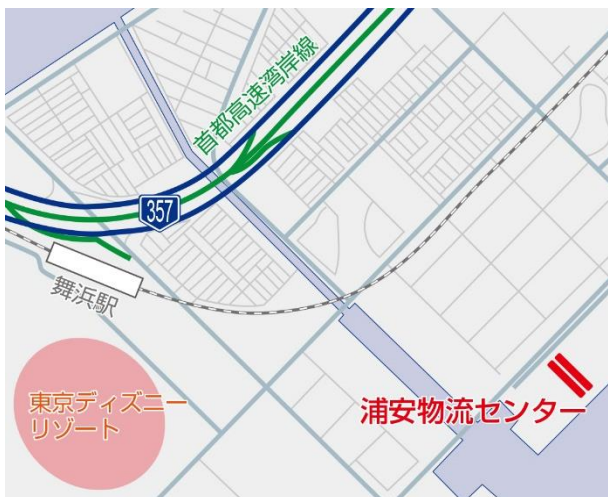 首都高速湾岸線
357
舞浜駅
東京ディズニー
リゾート
浦安物流センター